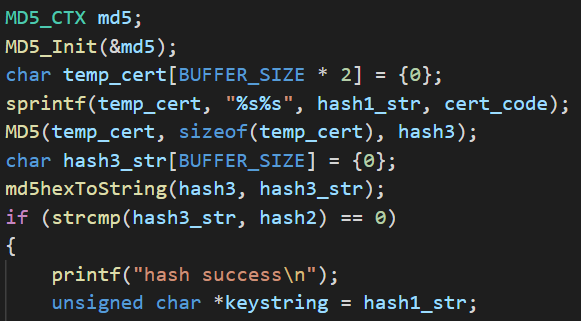 MD5_CTX md5;
MD5_Init(&md5);
char temp_cert[BUFFER_SIZE * 2] = {0};
sprintf(temp_cert, "%s%s", hash1_str, cert_code);
MD5(temp_cert, sizeof(temp_cert), hash3);
char hash3_str[BUFFER_SIZE] = {0};
md5hexToString(hash3, hash3_str);
if (strcmp(hash3_str, hash2) == 0)
{
    printf("hash success\n");
    unsigned char *keystring = hash1_str;